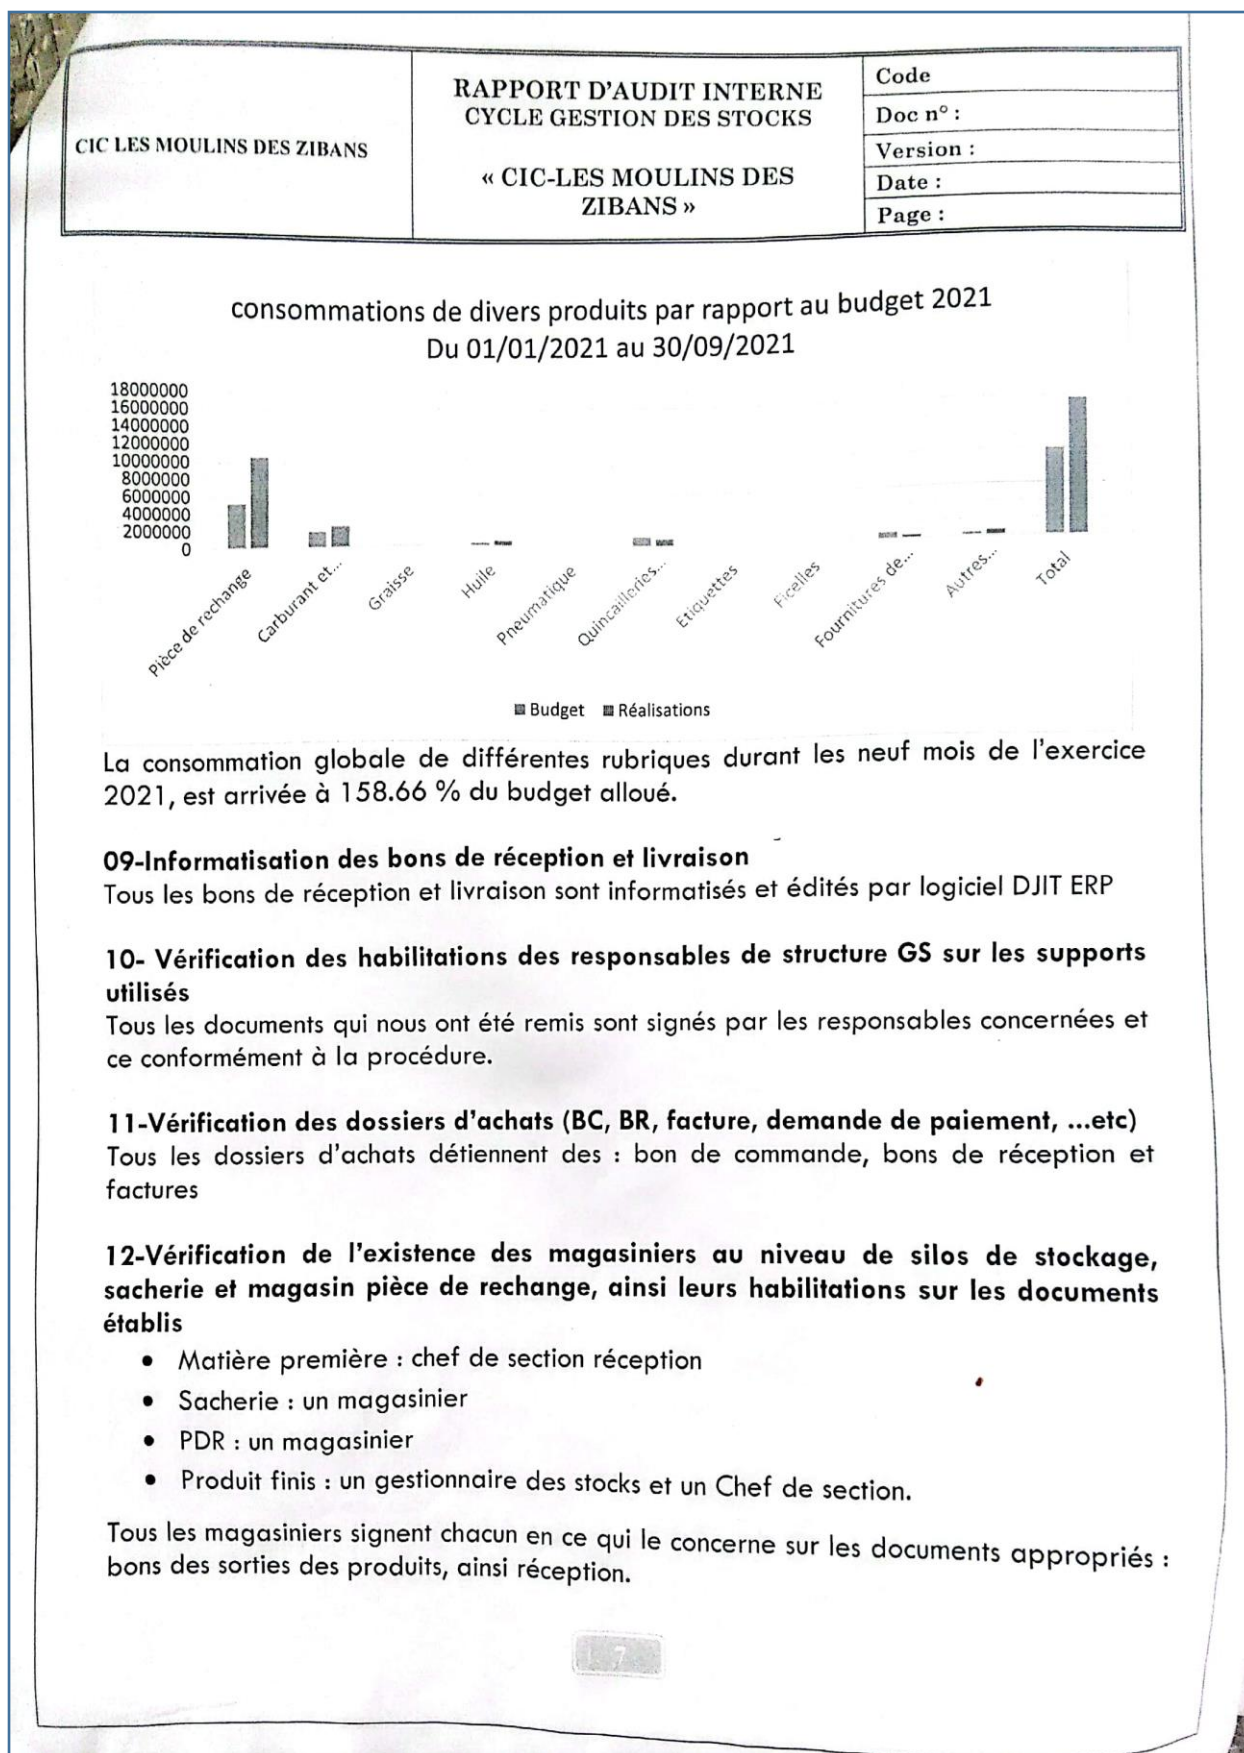 CIC LES MOULINS DES ZIBANS
RAPPORT D'AUDIT INTERNE
CYCLE GESTION DES STOCKS
« CIC-LES MOULINS DES
ZIBANS »
Code
Doc n° :
Version :
Date :
Page :
consommations de divers produits par rapport au budget 2021
Du 01/01/2021 au 30/09/2021
18000000
16000000
14000000
12000000
10000000
8000000
6000000
4000000
2000000
0
Pièce de rechange
Carburant et...
Graisse
Huile
Pneumatique
Quincailleries...
Etiquettes
Ficelles
Fournitures de...
Autres...
Total
Budget Réalisations
La consommation globale de différentes rubriques durant les neuf mois de l'exercice
2021, est arrivée à 158.66 % du budget alloué.
09-Informatisation des bons de réception et livraison
Tous les bons de réception et livraison sont informatisés et édités par logiciel DJIT ERP
10- Vérification des habilitations des responsables de structure GS sur les supports
utilisés
Tous les documents qui nous ont été remis sont signés par les responsables concernées et
ce conformément à la procédure.
11-Vérification des dossiers d'achats (BC, BR, facture, demande de paiement, ...etc)
Tous les dossiers d'achats détiennent des : bon de commande, bons de réception et
factures
12-Vérification de l'existence des magasiniers au niveau de silos de stockage,
sacherie et magasin pièce de rechange, ainsi leurs habilitations sur les documents
établis
• Matière première : chef de section réception
• Sacherie : un magasinier
• PDR : un magasinier
• Produit finis : un gestionnaire des stocks et un Chef de section.
Tous les magasiniers signent chacun en ce qui le concerne sur les documents appropriés :
bons des sorties des produits, ainsi réception.
7